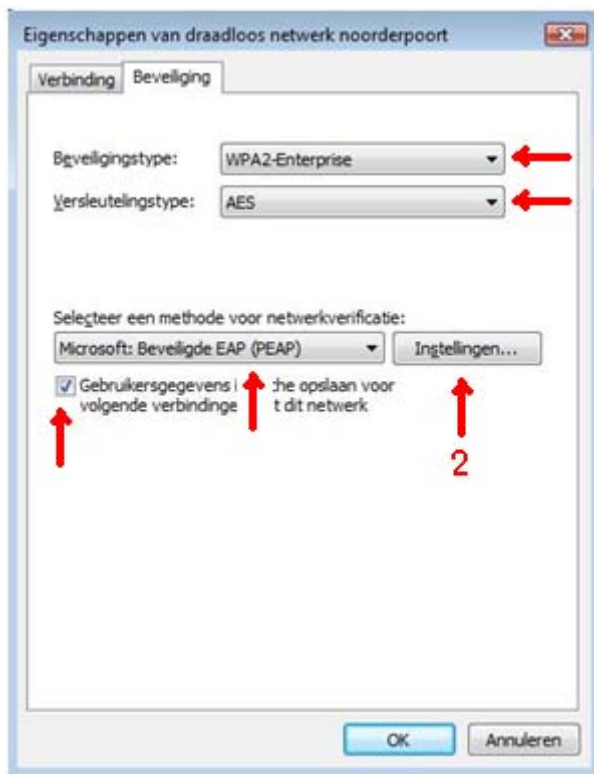 Eigenschappen van draadloos netwerk noorderpoort
Verbinding Beveiliging
Beveiligingstype: WPA2-Enterprise
Versleutelingstype: AES
Selecteer een methode voor netwerkverificatie:
Microsoft: Beveiligde EAP (PEAP) Instellingen...
Gebruikersgegevens i che opslaan voor
volgende verbindinge t dit netwerk
2
OK Annuleren